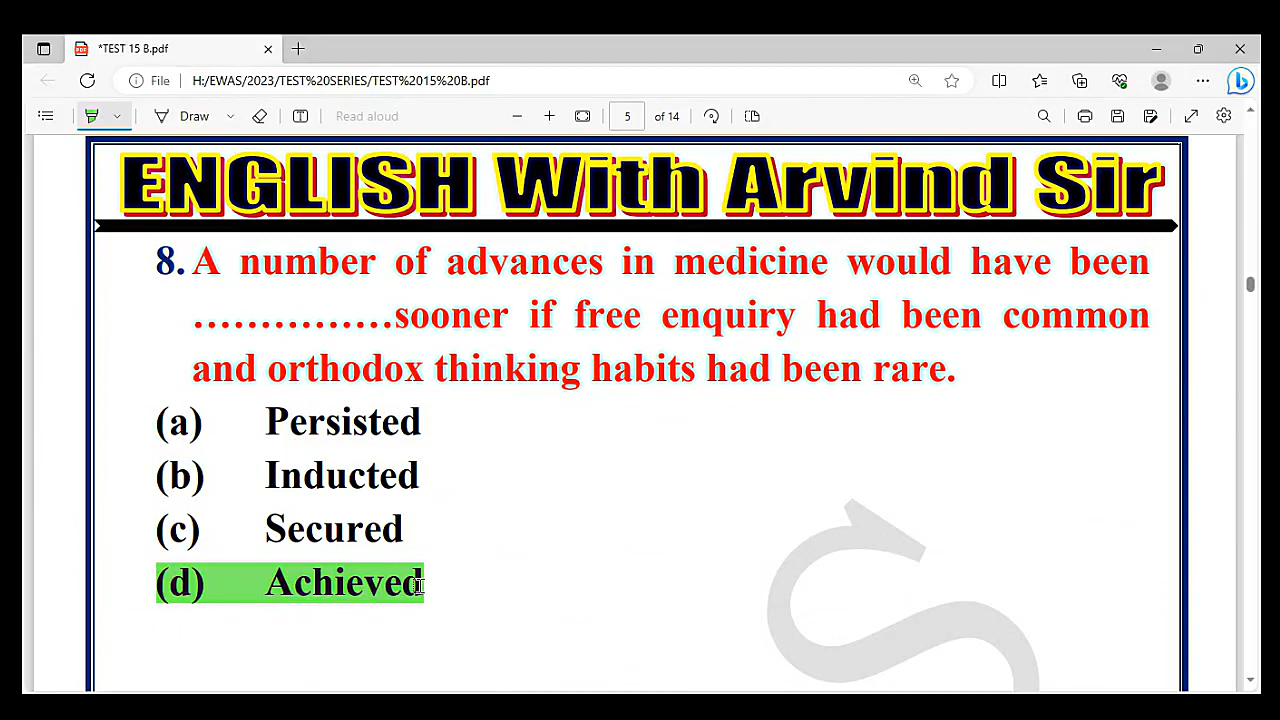 *TEST 15 B.pdf
File H:/EWAS/2023/TEST%20SERIES/TEST%2015%20B.pdf
Draw Read aloud 5 of 14
ENGLISH With Arvind Sir
8. A number of advances in medicine would have been
……………sooner if free enquiry had been common
and orthodox thinking habits had been rare.
(a) Persisted
(b) Inducted
(c) Secured
(d) Achieved
S